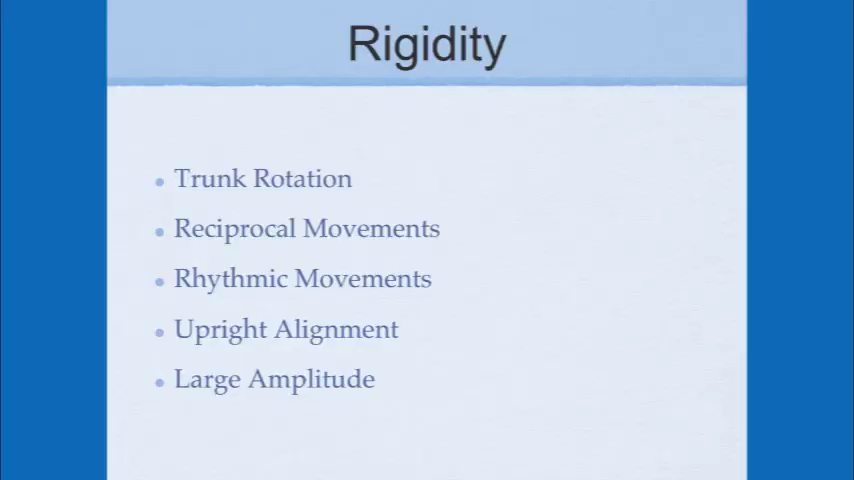 Rigidity
Trunk Rotation
Reciprocal Movements
Rhythmic Movements
Upright Alignment
Large Amplitude